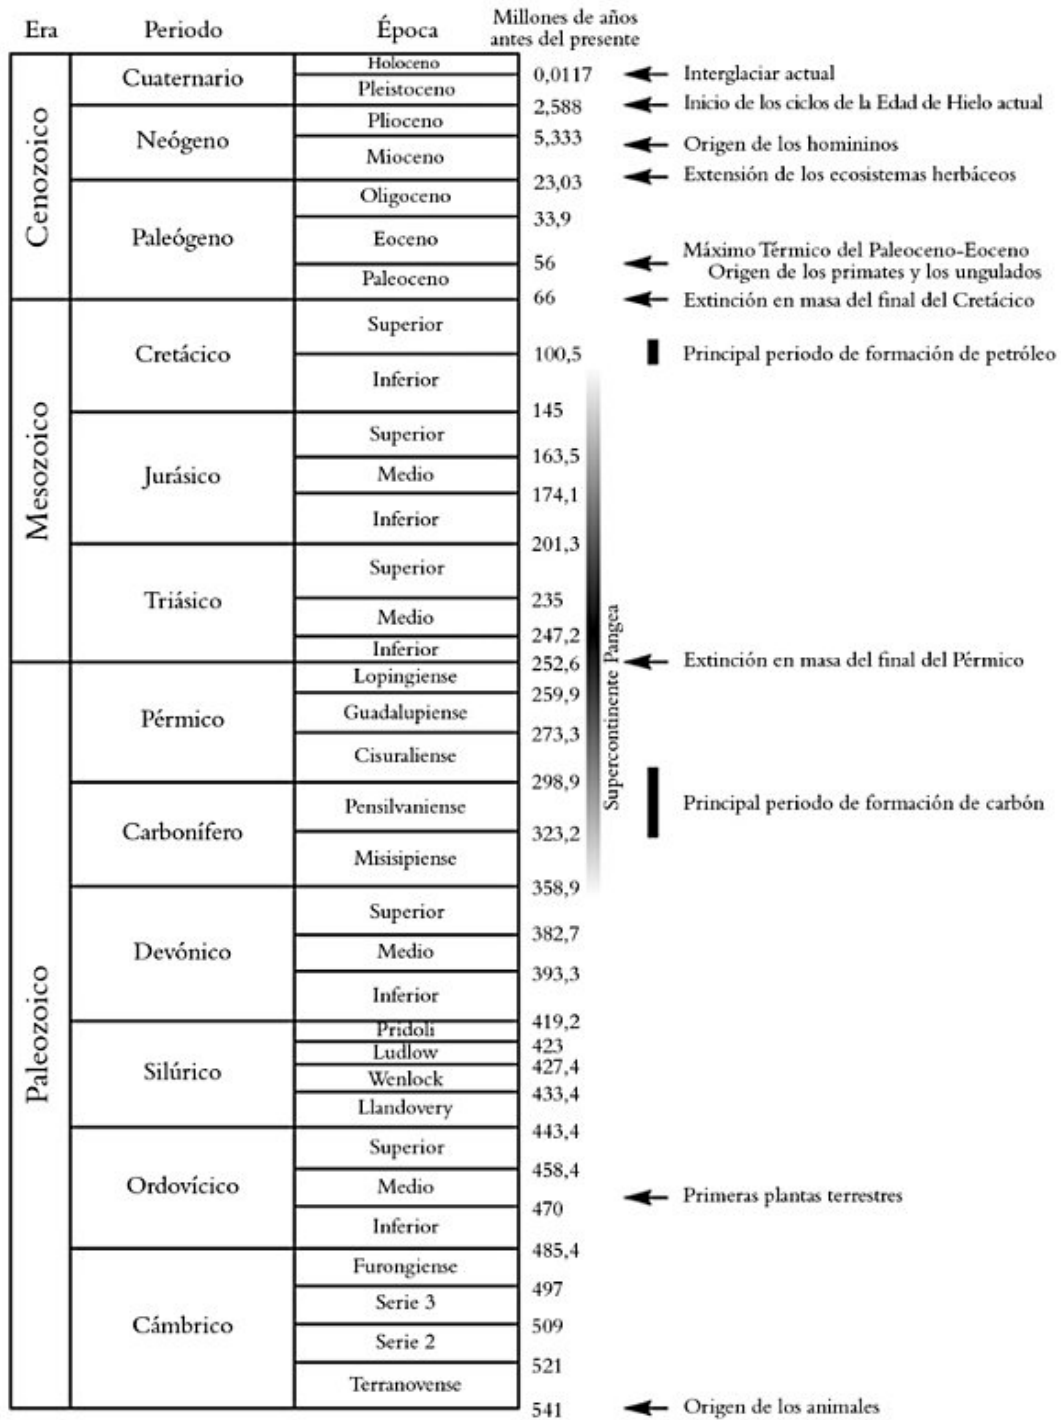 Era Periodo Época Millones de años
antes del presente
Cenozoico
Cuaternario
Holoceno
0,0117 Interglaciar actual
Pleistoceno
2,588 Inicio de los ciclos de la Edad de Hielo actual
Neógeno
Plioceno
5,333
Origen de los homininos
Mioceno
23,03 Extensión de los ecosistemas herbáceos
Paleógeno
Oligoceno
33,9
Eoceno
56 Máximo Térmico del Paleoceno-Eoceno
Origen de los primates y los ungulados
Paleoceno
66 Extinción en masa del final del Cretácico
Mesozoico
Cretácico
Superior
100,5 Principal periodo de formación de petróleo
Inferior
145
Jurásico
Superior
163,5
Medio
174,1
Inferior
201,3
Triásico
Superior
235
Medio
247,2
Inferior
252,6 Extinción en masa del final del Pérmico
Supercontinente Pangea
Paleozoico
Pérmico
Lopingiense
259,9
Guadalupiense
273,3
Cisuraliense
298,9
Carbonífero
Pensilvaniense
Principal periodo de formación de carbón
323,2
Misisipiense
358,9
Devónico
Superior
382,7
Medio
393,3
Inferior
419,2
Silúrico
Pridoli
423
Ludlow
427,4
Wenlock
433,4
Llandovery
443,4
Ordovícico
Superior
458,4
Medio
Primeras plantas terrestres
470
Inferior
485,4
Cámbrico
Furongiense
497
Serie 3
509
Serie 2
521
Terranovense
541 Origen de los animales